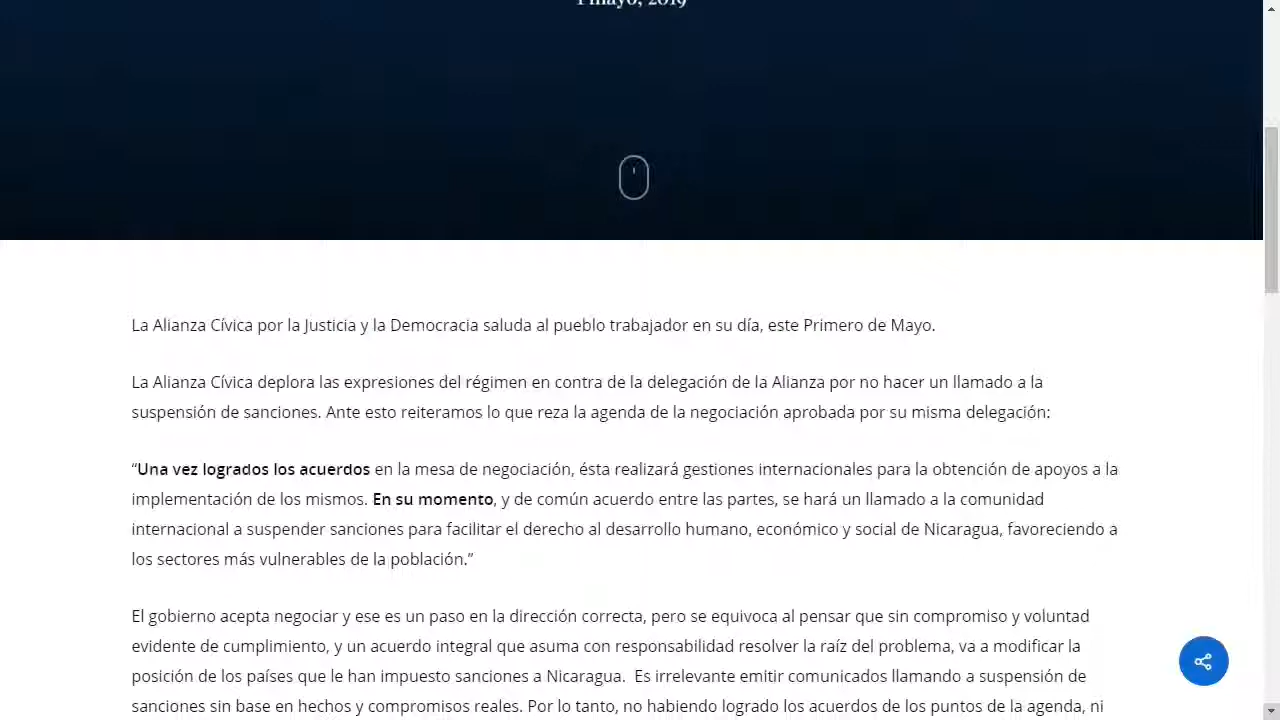 1 mayo, 2019
La Alianza Cívica por la Justicia y la Democracia saluda al pueblo trabajador en su día, este Primero de Mayo.
La Alianza Cívica deplora las expresiones del régimen en contra de la delegación de la Alianza por no hacer un llamado a la
suspensión de sanciones. Ante esto reiteramos lo que reza la agenda de la negociación aprobada por su misma delegación:
“Una vez logrados los acuerdos en la mesa de negociación, ésta realizará gestiones internacionales para la obtención de apoyos a la
implementación de los mismos. En su momento, y de común acuerdo entre las partes, se hará un llamado a la comunidad
internacional a suspender sanciones para facilitar el derecho al desarrollo humano, económico y social de Nicaragua, favoreciendo a
los sectores más vulnerables de la población.”
El gobierno acepta negociar y ese es un paso en la dirección correcta, pero se equivoca al pensar que sin compromiso y voluntad
evidente de cumplimiento, y un acuerdo integral que asuma con responsabilidad resolver la raíz del problema, va a modificar la
posición de los países que le han impuesto sanciones a Nicaragua.  Es irrelevante emitir comunicados llamando a suspensión de
sanciones sin base en hechos y compromisos reales. Por lo tanto, no habiendo logrado los acuerdos de los puntos de la agenda, ni